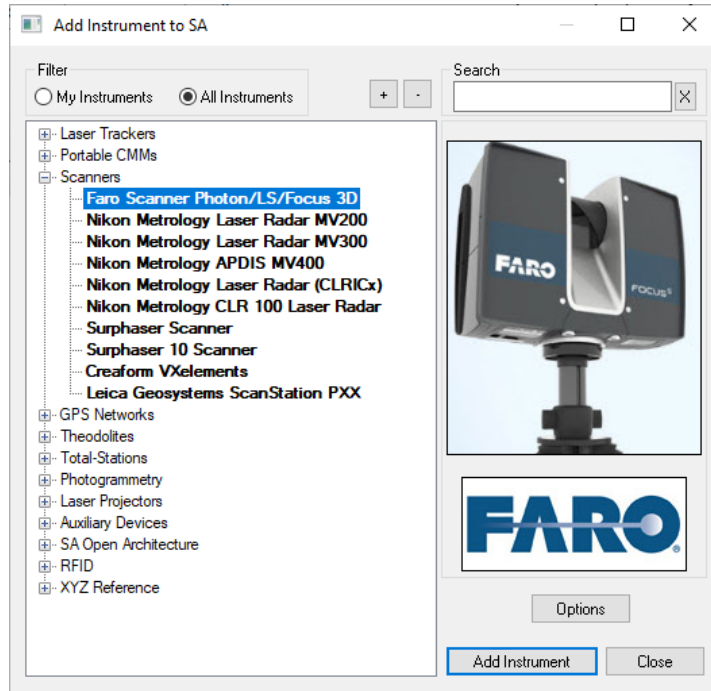 Add Instrument to SA
Filter
My Instruments
All Instruments
+
-
Search
X
Laser Trackers
Portable CMMs
Scanners
Faro Scanner Photon/LS/Focus 3D
Nikon Metrology Laser Radar MV200
Nikon Metrology Laser Radar MV300
Nikon Metrology APDIS MV400
Nikon Metrology Laser Radar (CLRICx)
Nikon Metrology CLR 100 Laser Radar
Surphaser Scanner
Surphaser 10 Scanner
Creaform VXelements
Leica Geosystems ScanStation PXX
GPS Networks
Theodolites
Total-Stations
Photogrammetry
Laser Projectors
Auxiliary Devices
SA Open Architecture
RFID
XYZ Reference
FARO
FOCUS S
FARO
Options
Add Instrument
Close